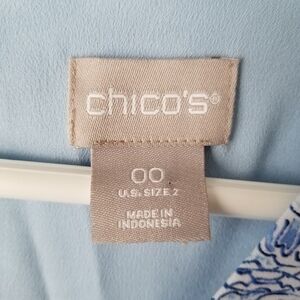 chico's®
00
U.S. SIZE 2
MADE IN
INDONESIA